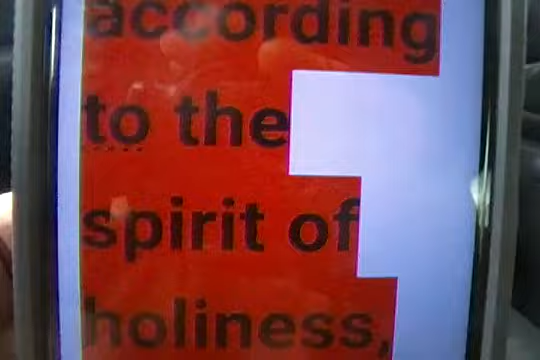 according
to the
spirit of
holiness,